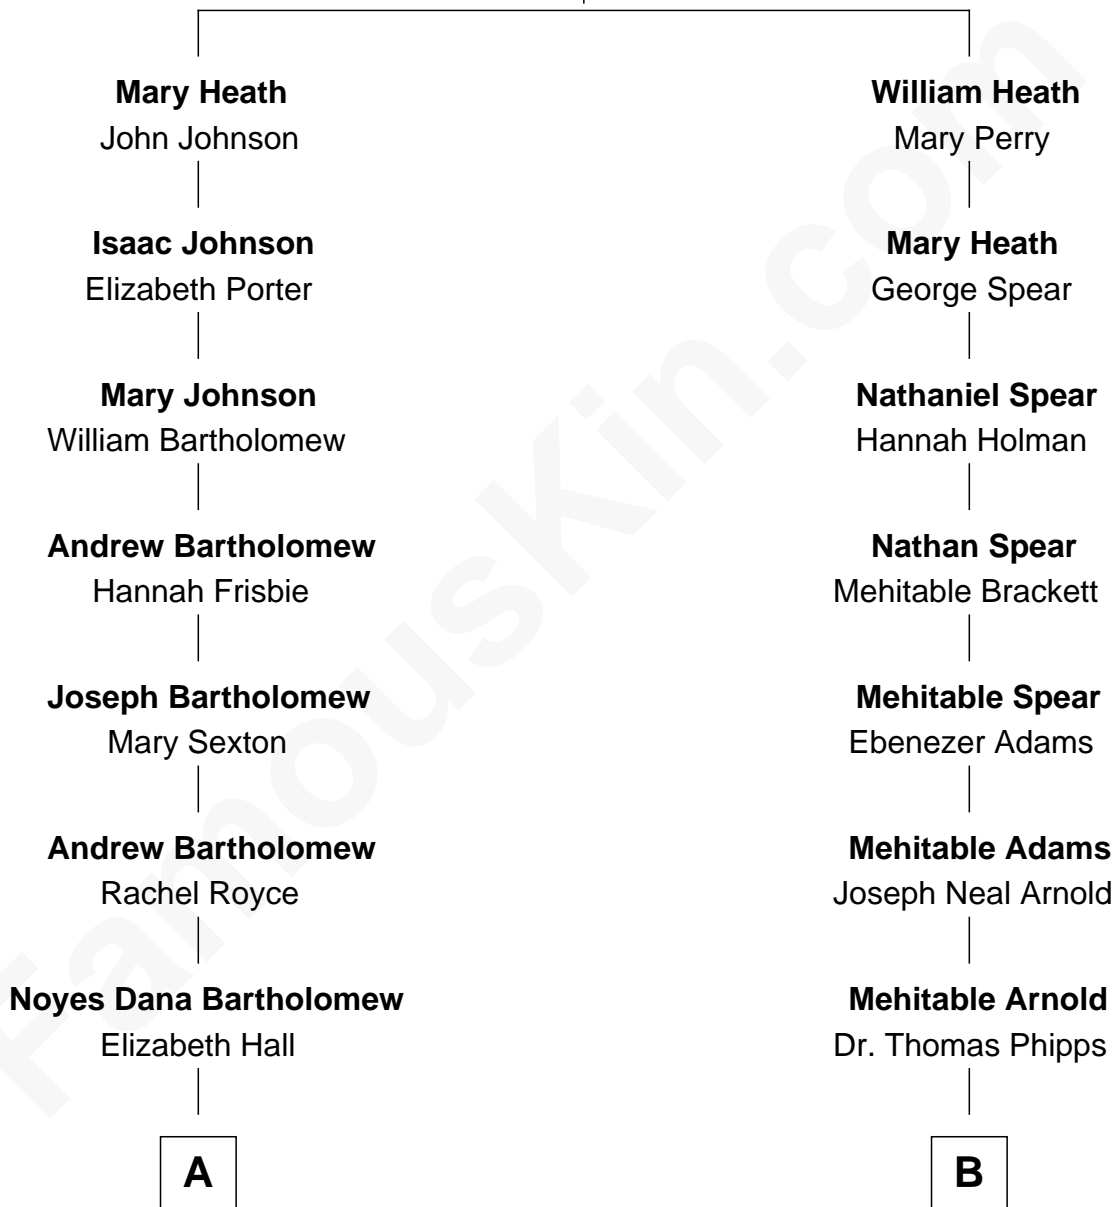 Mary Heath
John Johnson
Isaac Johnson
Elizabeth Porter
Mary Johnson
William Bartholomew
Andrew Bartholomew
Hannah Frisbie
Joseph Bartholomew
Mary Sexton
Andrew Bartholomew
Rachel Royce
Noyes Dana Bartholomew
Elizabeth Hall
A
William Heath
Mary Perry
Mary Heath
George Spear
Nathaniel Spear
Hannah Holman
Nathan Spear
Mehitable Brackett
Mehitable Spear
Ebenezer Adams
Mehitable Adams
Joseph Neal Arnold
Mehitable Arnold
Dr. Thomas Phipps
B
FamousKin.com